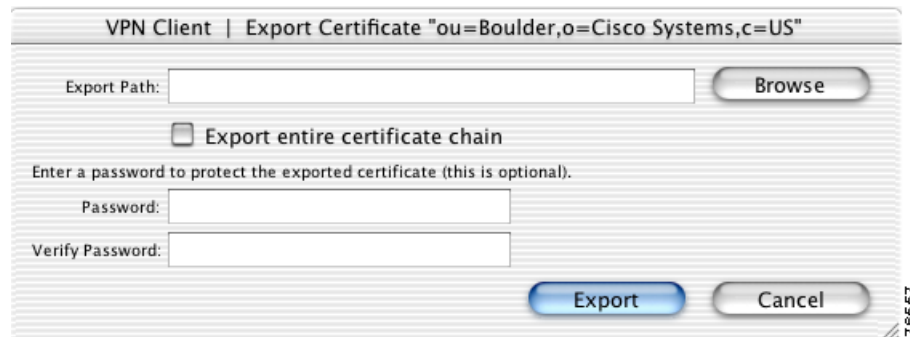 VPN Client | Export Certificate "ou=Boulder,o=Cisco Systems,c=US"
Export Path:
Browse
Export entire certificate chain
Enter a password to protect the exported certificate (this is optional).
Password:
Verify Password:
Export
Cancel
78557